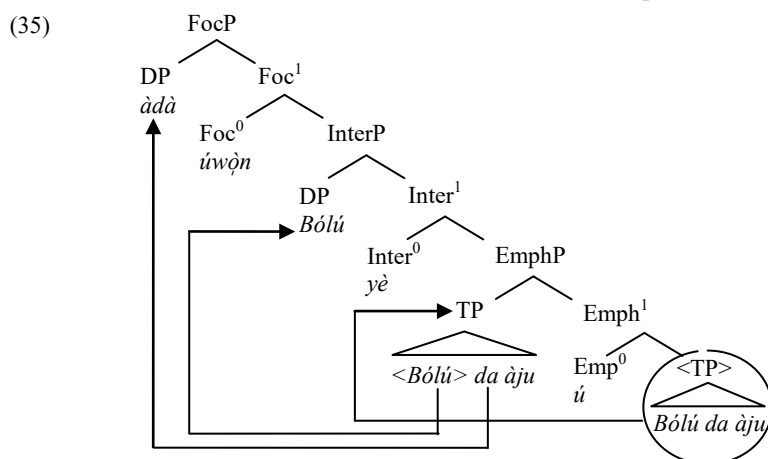 (35)
FocP
DP Foc¹
àdà
Foc⁰ InterP
úwọ̀n
DP Inter¹
Bólú
Inter⁰ EmphP
yè
TP Emph¹
<Bólú> da àju Emp⁰ <TP>
ú
Bólú da àju